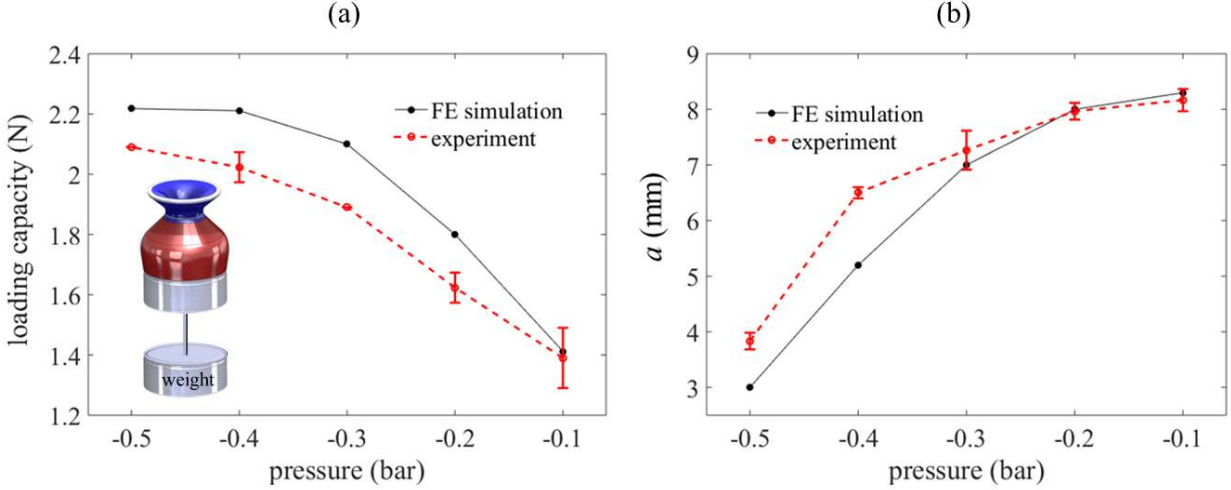 (a)
2.4
2.2
2
1.8
1.6
1.4
1.2
loading capacity (N)
FE simulation
experiment
weight
-0.5 -0.4 -0.3 -0.2 -0.1
pressure (bar)
(b)
9
8
7
6
5
4
3
a (mm)
FE simulation
experiment
-0.5 -0.4 -0.3 -0.2 -0.1
pressure (bar)